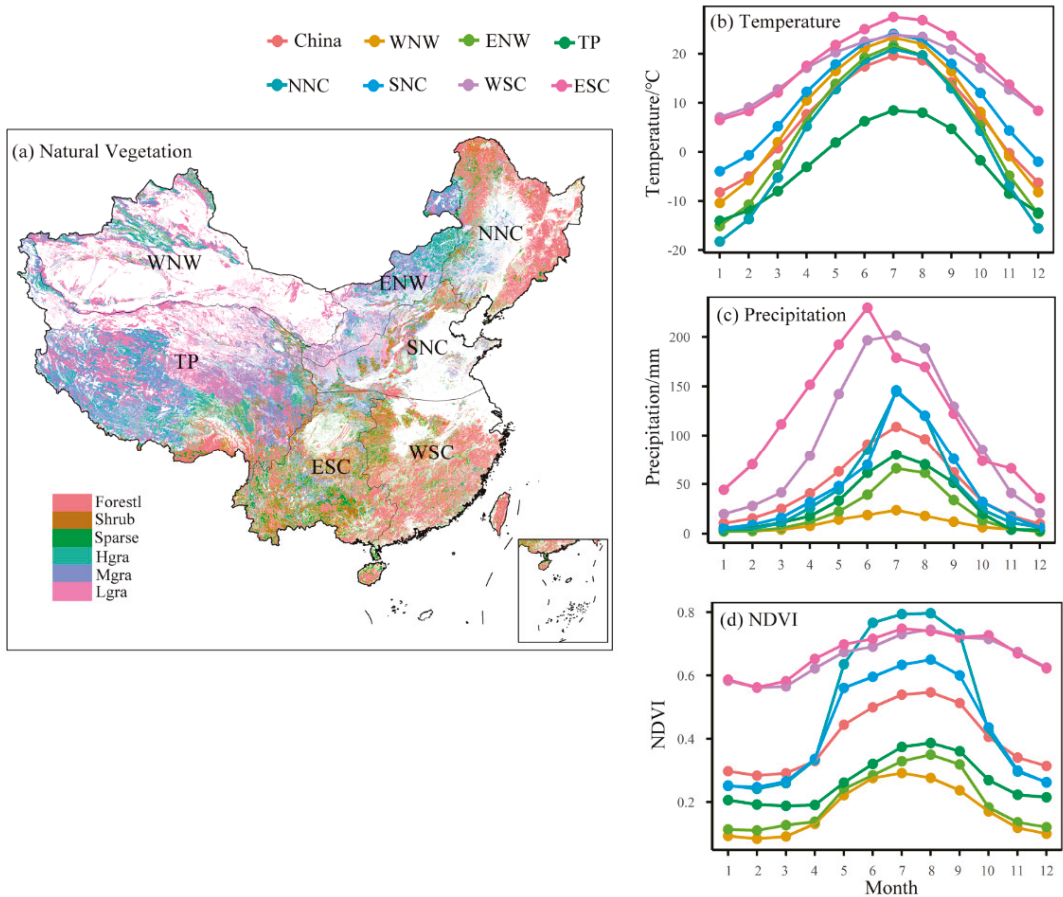 China WNW ENW TP
NNC SNC WSC ESC
(a) Natural Vegetation
WNW
NNC
ENW
SNC
TP
WSC
ESC
Forestl
Shrub
Sparse
Hgra
Mgra
Lgra
(b) Temperature
Temperature/°C
20
10
0
-10
-20
1 2 3 4 5 6 7 8 9 10 11 12
(c) Precipitation
Precipitation/mm
200
150
100
50
0
1 2 3 4 5 6 7 8 9 10 11 12
(d) NDVI
NDVI
0.8
0.6
0.4
0.2
1 2 3 4 5 6 7 8 9 10 11 12
Month